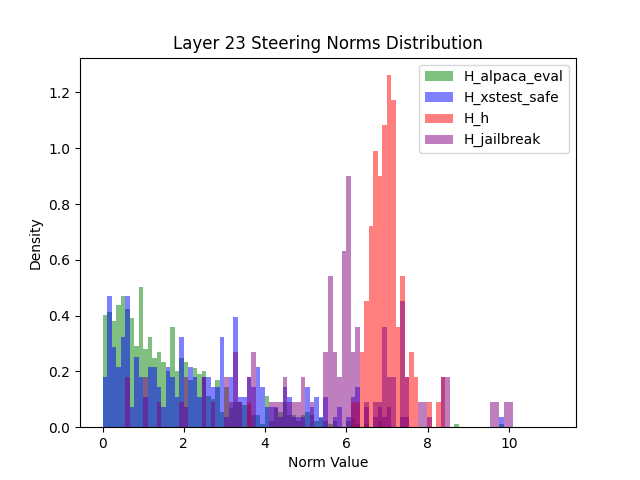 Layer 23 Steering Norms Distribution
H_alpaca_eval
H_xstest_safe
H_h
H_jailbreak
Density
1.2
1.0
0.8
0.6
0.4
0.2
0.0
0 2 4 6 8 10
Norm Value